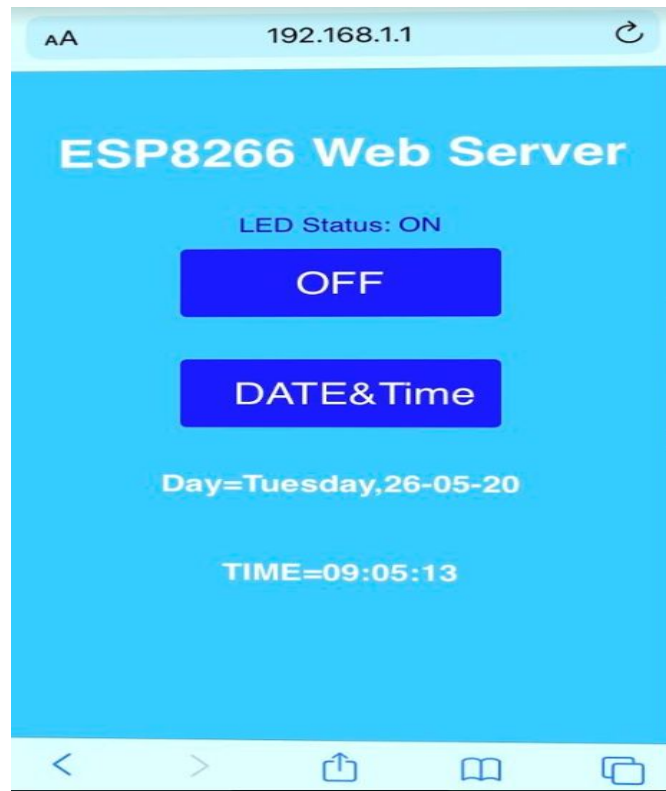 AA 192.168.1.1
ESP8266 Web Server
LED Status: ON
OFF
DATE&Time
Day=Tuesday,26-05-20
TIME=09:05:13